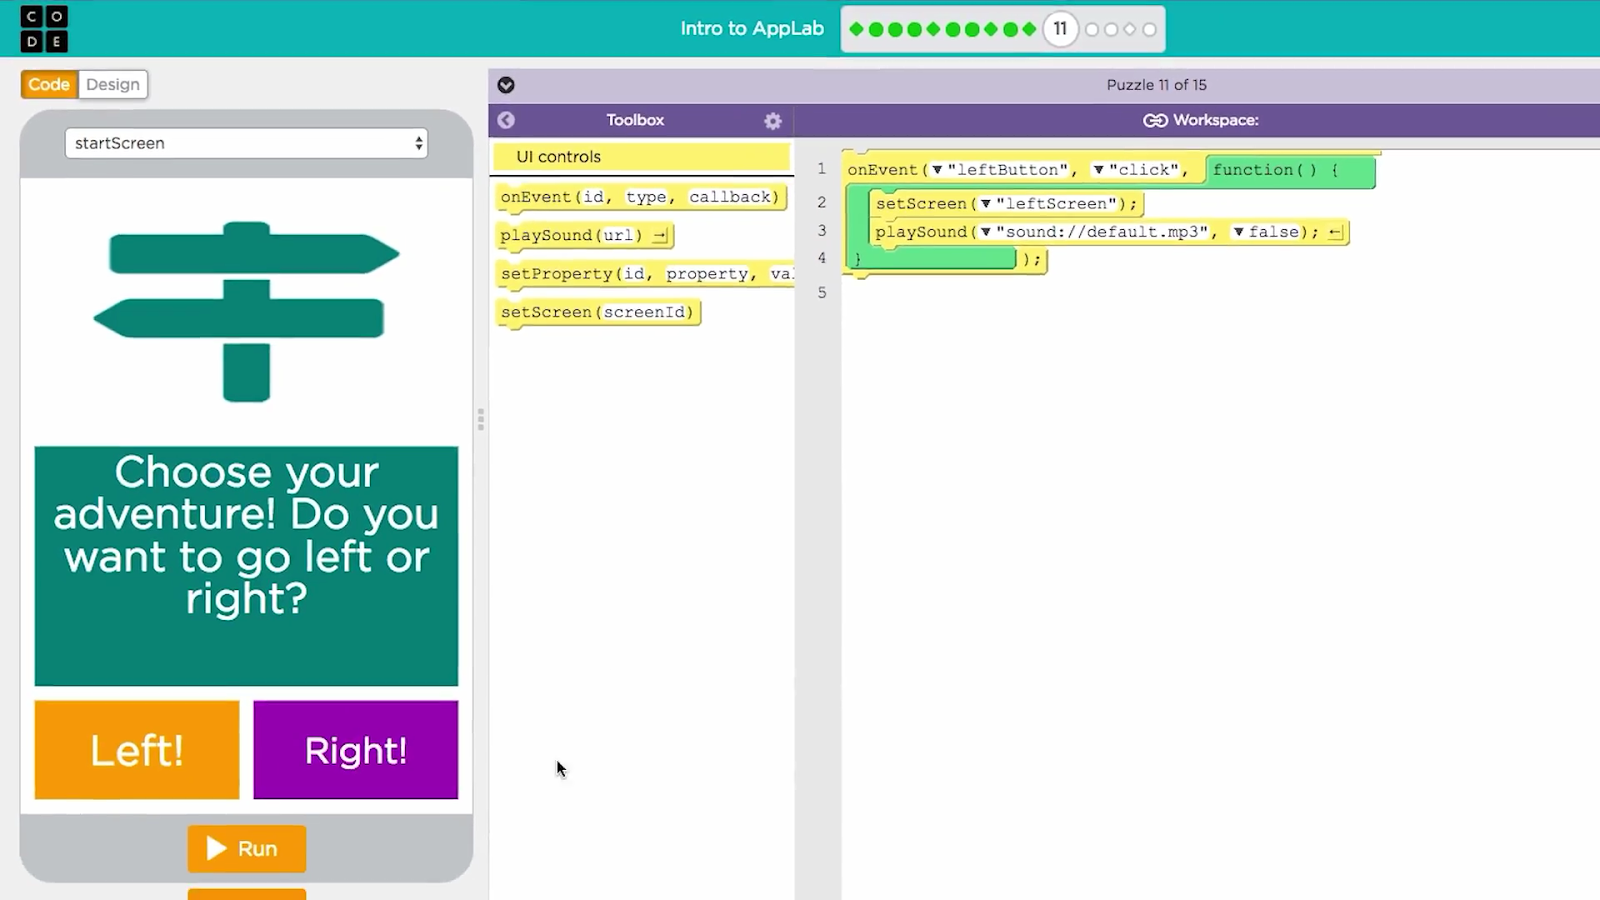 C O
D E
Intro to AppLab
11
Code
Design
Puzzle 11 of 15
startScreen
Toolbox
Workspace:
UI controls
onEvent(id, type, callback)
playSound(url)
setProperty(id, property, val
setScreen(screenId)
1 onEvent("leftButton", "click", function() {
2 setScreen("leftScreen");
3 playSound("sound://default.mp3", false);
4 } );
5
Choose your
adventure! Do you
want to go left or
right?
Left!
Right!
Run